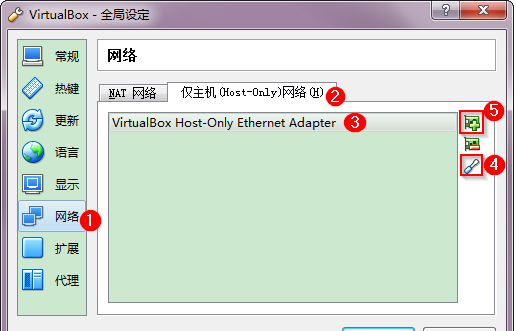 VirtualBox - 全局设定
常规
热键
更新
语言
显示
网络
扩展
代理
1
网络
NAT 网络
仅主机(Host-Only)网络(H)
2
VirtualBox Host-Only Ethernet Adapter
3
5
4